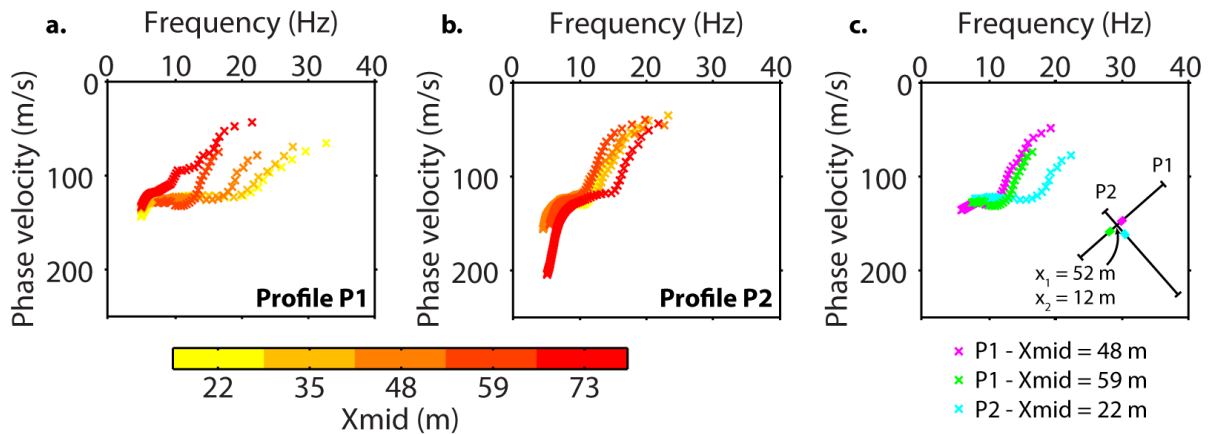 a.
Frequency (Hz)
0 10 20 30 40
Phase velocity (m/s)
0
100
200
Profile P1
b.
Frequency (Hz)
0 10 20 30 40
Phase velocity (m/s)
0
100
200
Profile P2
c.
Frequency (Hz)
0 10 20 30 40
Phase velocity (m/s)
0
100
200
P1
P2
x₁ = 52 m
x₂ = 12 m
P1 - Xmid = 48 m
P1 - Xmid = 59 m
P2 - Xmid = 22 m
22 35 48 59 73
Xmid (m)